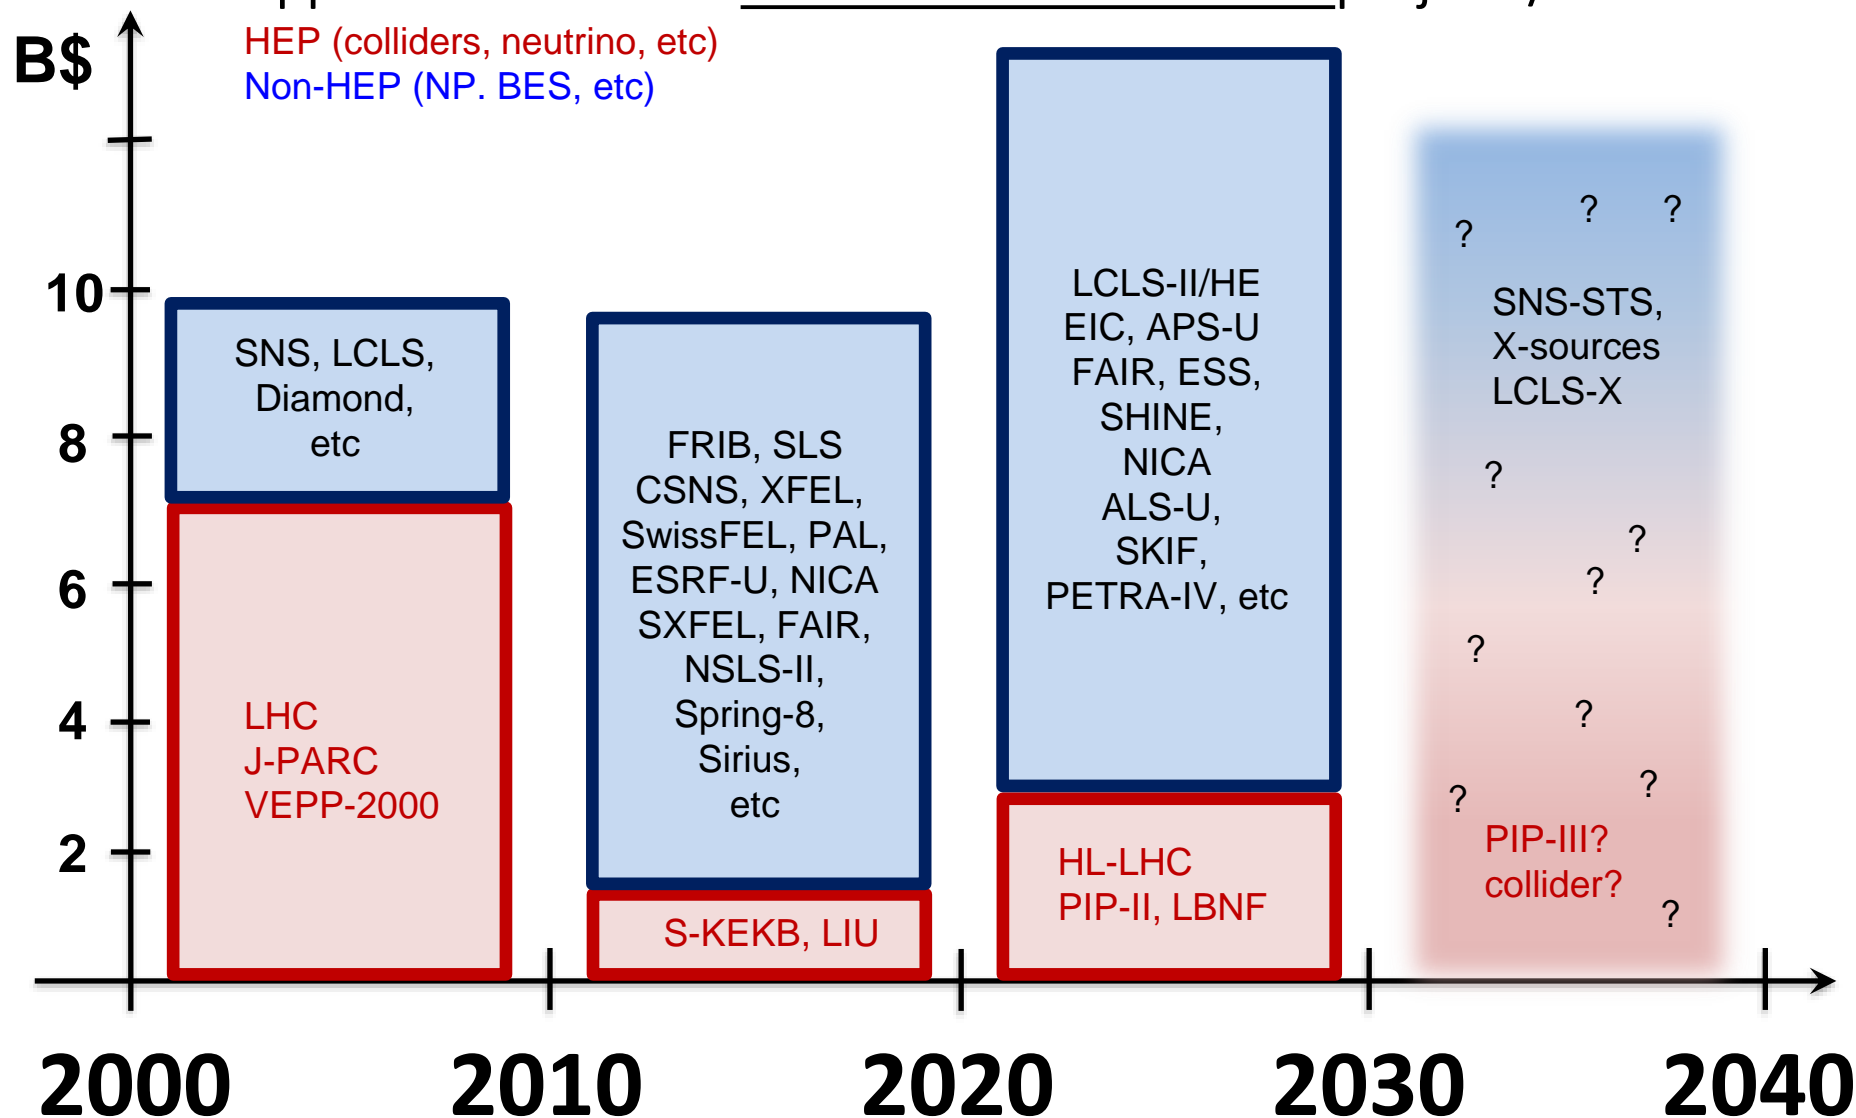 B$
HEP (colliders, neutrino, etc)
Non-HEP (NP. BES, etc)
10
8
6
4
2
SNS, LCLS,
Diamond,
etc
LHC
J-PARC
VEPP-2000
FRIB, SLS
CSNS, XFEL,
SwissFEL, PAL,
ESRF-U, NICA
SXFEL, FAIR,
NSLS-II,
Spring-8,
Sirius,
etc
S-KEKB, LIU
LCLS-II/HE
EIC, APS-U
FAIR, ESS,
SHINE,
NICA
ALS-U,
SKIF,
PETRA-IV, etc
HL-LHC
PIP-II, LBNF
? ?
?
SNS-STS,
X-sources
LCLS-X
?
?
?
?
?
?
?
PIP-III?
collider?
?
2000 2010 2020 2030 2040